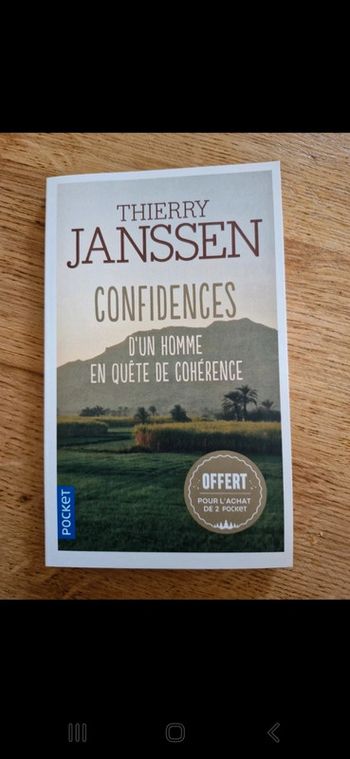 THIERRY
JANSSEN
CONFIDENCES
D'UN HOMME
EN QUÊTE DE COHÉRENCE
OFFERT
POUR L'ACHAT
DE 2 POCKET
POCKET